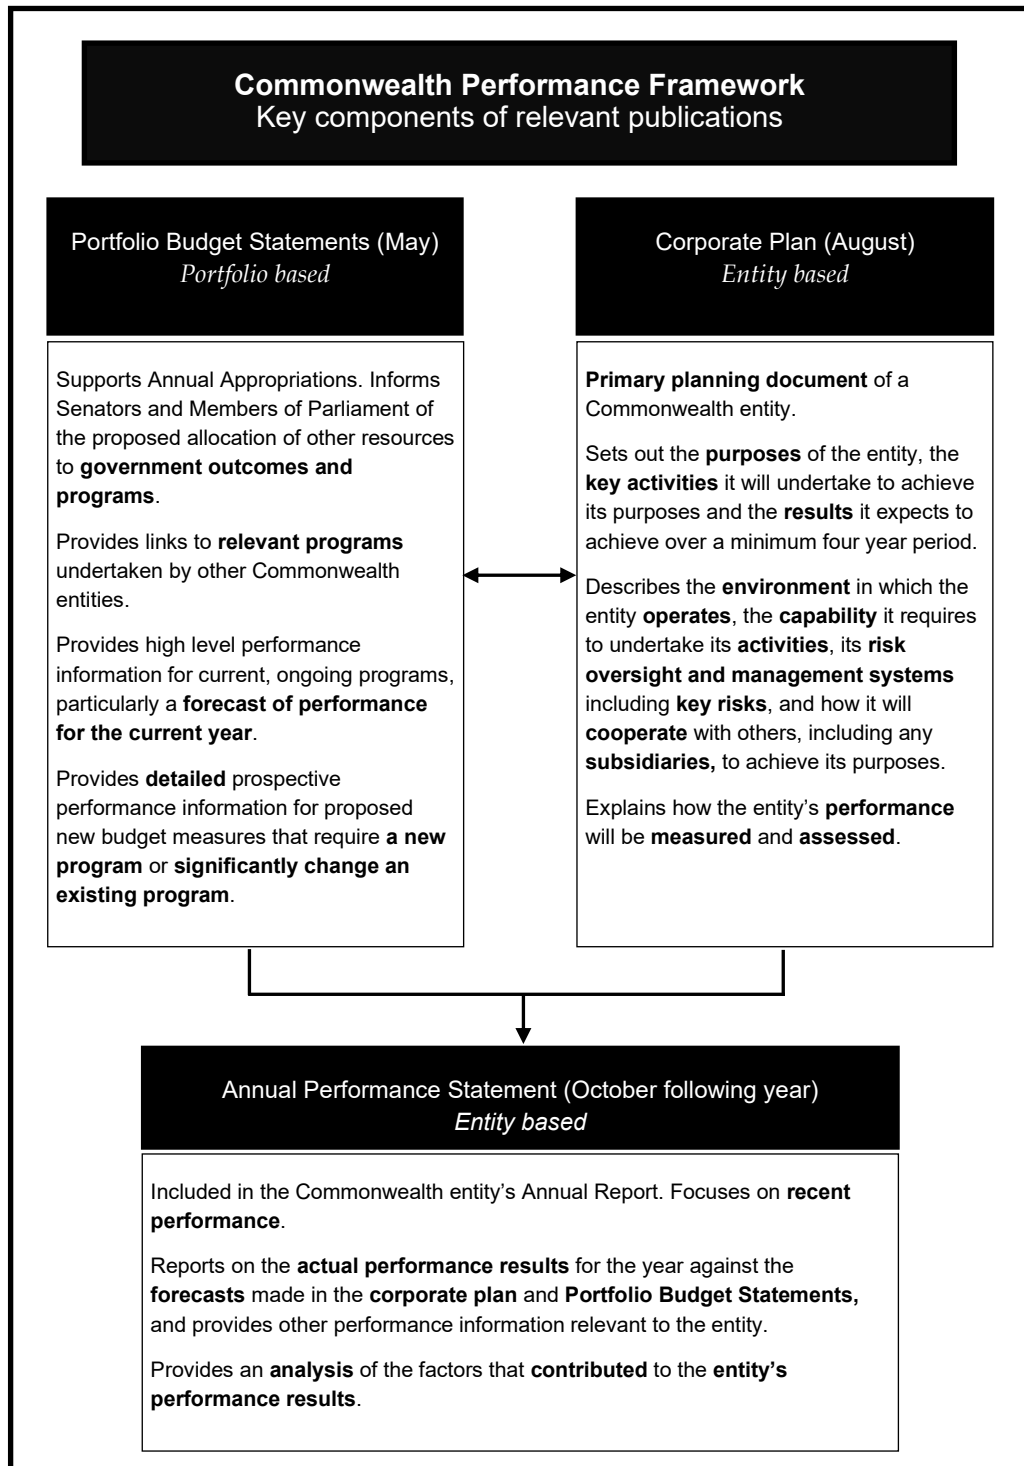 Commonwealth Performance Framework
Key components of relevant publications
Portfolio Budget Statements (May)
Portfolio based
Supports Annual Appropriations. Informs
Senators and Members of Parliament of
the proposed allocation of other resources
to government outcomes and
programs.
Provides links to relevant programs
undertaken by other Commonwealth
entities.
Provides high level performance
information for current, ongoing programs,
particularly a forecast of performance
for the current year.
Provides detailed prospective
performance information for proposed
new budget measures that require a new
program or significantly change an
existing program.
Corporate Plan (August)
Entity based
Primary planning document of a
Commonwealth entity.
Sets out the purposes of the entity, the
key activities it will undertake to achieve
its purposes and the results it expects to
achieve over a minimum four year period.
Describes the environment in which the
entity operates, the capability it requires
to undertake its activities, its risk
oversight and management systems
including key risks, and how it will
cooperate with others, including any
subsidiaries, to achieve its purposes.
Explains how the entity’s performance
will be measured and assessed.
Annual Performance Statement (October following year)
Entity based
Included in the Commonwealth entity’s Annual Report. Focuses on recent
performance.
Reports on the actual performance results for the year against the
forecasts made in the corporate plan and Portfolio Budget Statements,
and provides other performance information relevant to the entity.
Provides an analysis of the factors that contributed to the entity’s
performance results.